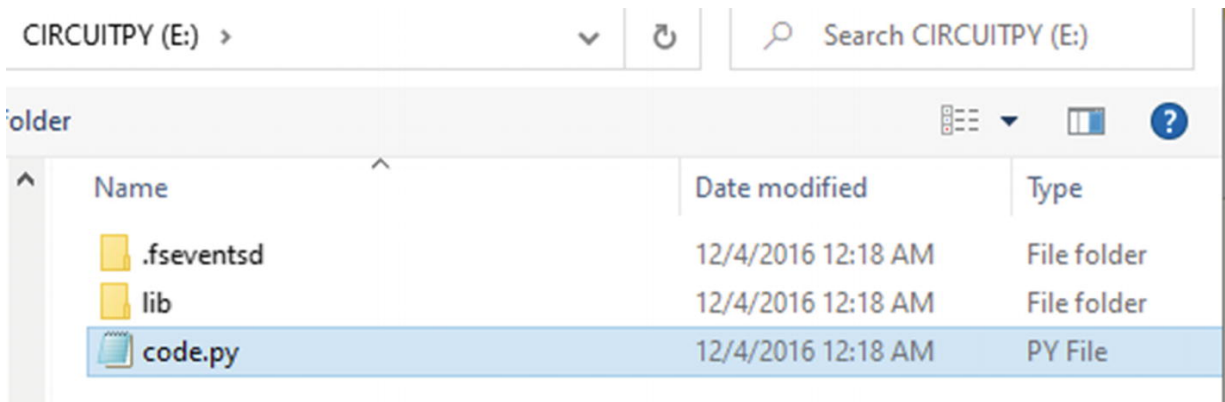 CIRCUITPY (E:) >
Search CIRCUITPY (E:)
older
?
Name Date modified Type
.fseventsd 12/4/2016 12:18 AM File folder
lib 12/4/2016 12:18 AM File folder
code.py 12/4/2016 12:18 AM PY File